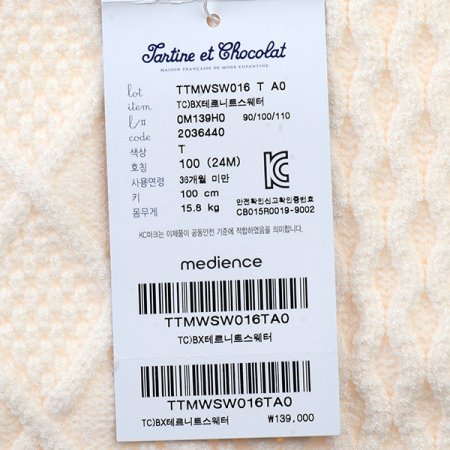 Tartine et Chocolat
MAISON FRANÇAISE DE MODE ENFANTINE
lot TTMWSW016 T A0
item TC)BX테르니트스웨터
l/# 0M139H0 90/100/110
code 2036440
색상 T
호칭 100 (24M)
사용연령 36개월 미만
키 100 cm
몸무게 15.8 kg
안전확인신고확인증번호
CB015R0019-9002
KC마크는 이제품이 공동안전 기준에 적합하였음을 의미합니다.
medience
TTMWSW016TA0
TC)BX테르니트스웨터
TTMWSW016TA0
TC)BX테르니트스웨터 ₩139,000